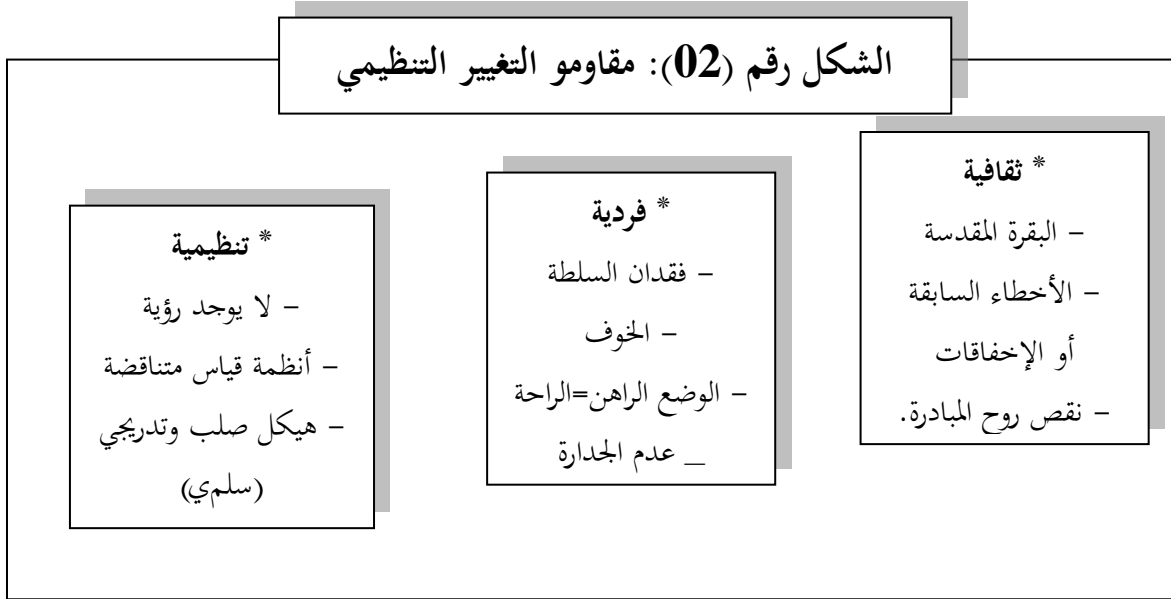 الشكل رقم (02): مقاومو التغيير التنظيمي
* ثقافية
– البقرة المقدسة
– الأخطاء السابقة
أو الإخفاقات
– نقص روح المبادرة.
* فردية
– فقدان السلطة
– الخوف
– الوضع الراهن=الراحة
_ عدم الجدارة
* تنظيمية
– لا يوجد رؤية
– أنظمة قياس متناقضة
– هيكل صلب وتدريجي
(سلمي)